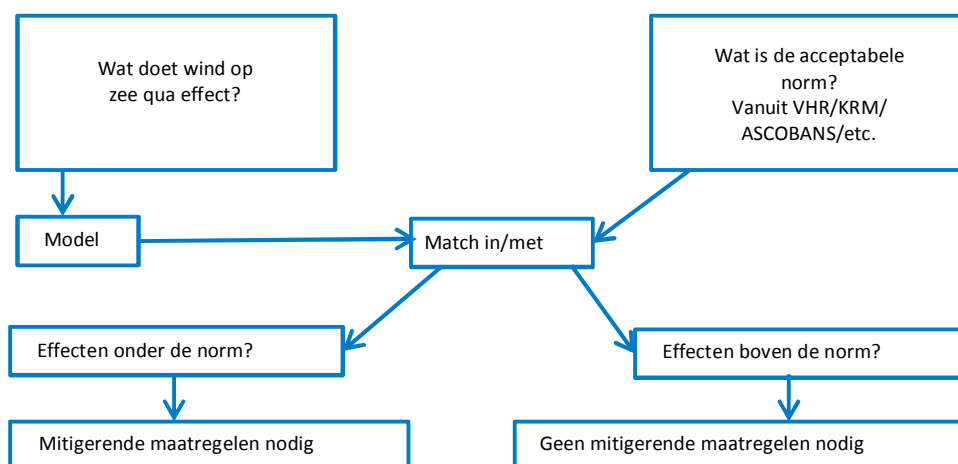 Wat doet wind op
zee qua effect?
Wat is de acceptabele
norm?
Vanuit VHR/KRM/
ASCOBANS/etc.
Model
Match in/met
Effecten onder de norm?
Effecten boven de norm?
Mitigerende maatregelen nodig
Geen mitigerende maatregelen nodig